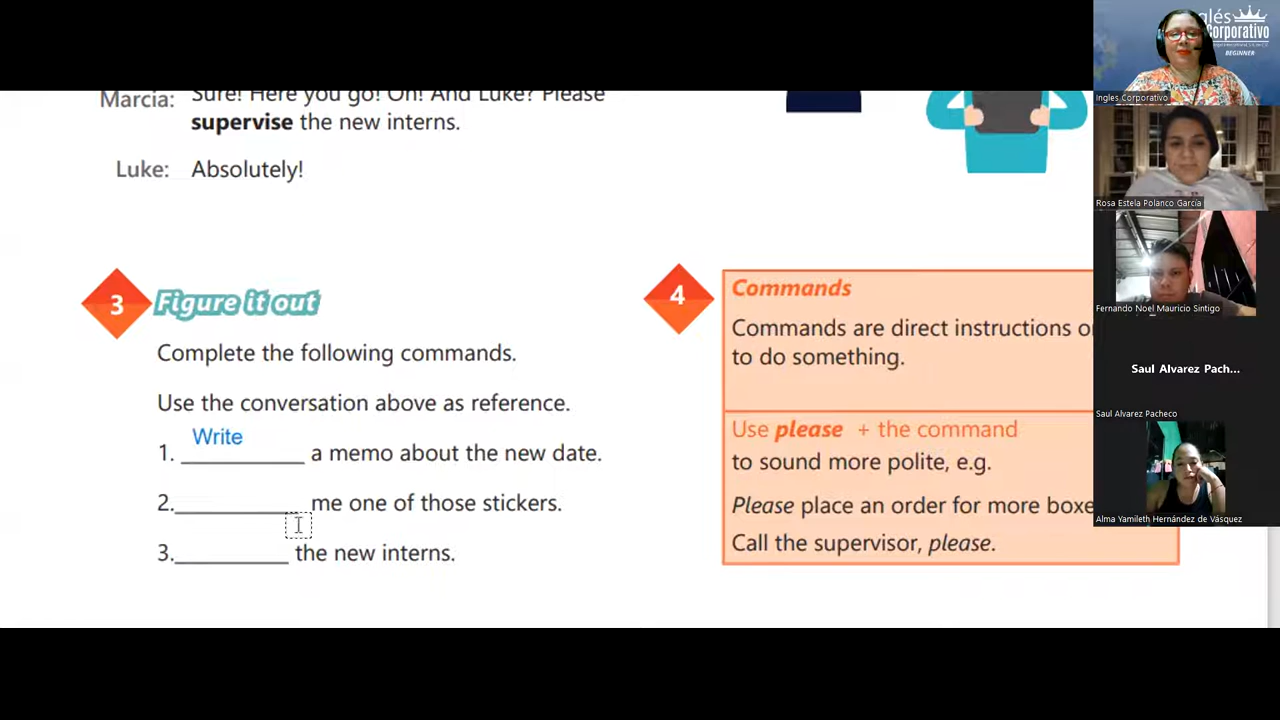 Marcia: Sure! Here you go! Oh! And Luke? Please
supervise the new interns.
Luke: Absolutely!
3 Figure it out
Complete the following commands.
Use the conversation above as reference.
Write
1. ____________ a memo about the new date.
2.____________ me one of those stickers.
3.___________ the new interns.
4
Commands
Commands are direct instructions
to do something.
Use please + the command
to sound more polite, e.g.
Please place an order for more boxe
Call the supervisor, please.
glés
Corporativo
BEGINNER
Ingles Corporativo
Rosa Estela Polanco García
Fernando Noel Mauricio Sintigo
Saul Alvarez Pach...
Saul Alvarez Pacheco
Alma Yamileth Hernández de Vásquez